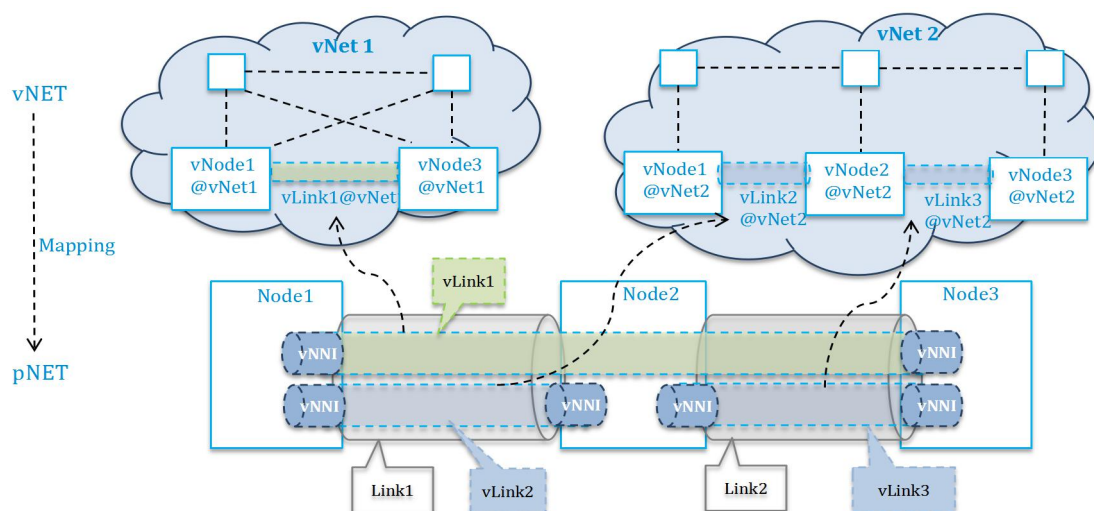 vNet 1
vNet 2
vNET
vNode1
@vNet1
vNode3
@vNet1
vLink1@vNet
vNode1
@vNet2
vNode2
@vNet2
vNode3
@vNet2
vLink2
@vNet2
vLink3
@vNet2
Mapping
pNET
Node1
vLink1
Node2
Node3
vNNI
vNNI
vNNI
vNNI
vNNI
vNNI
Link1
vLink2
Link2
vLink3